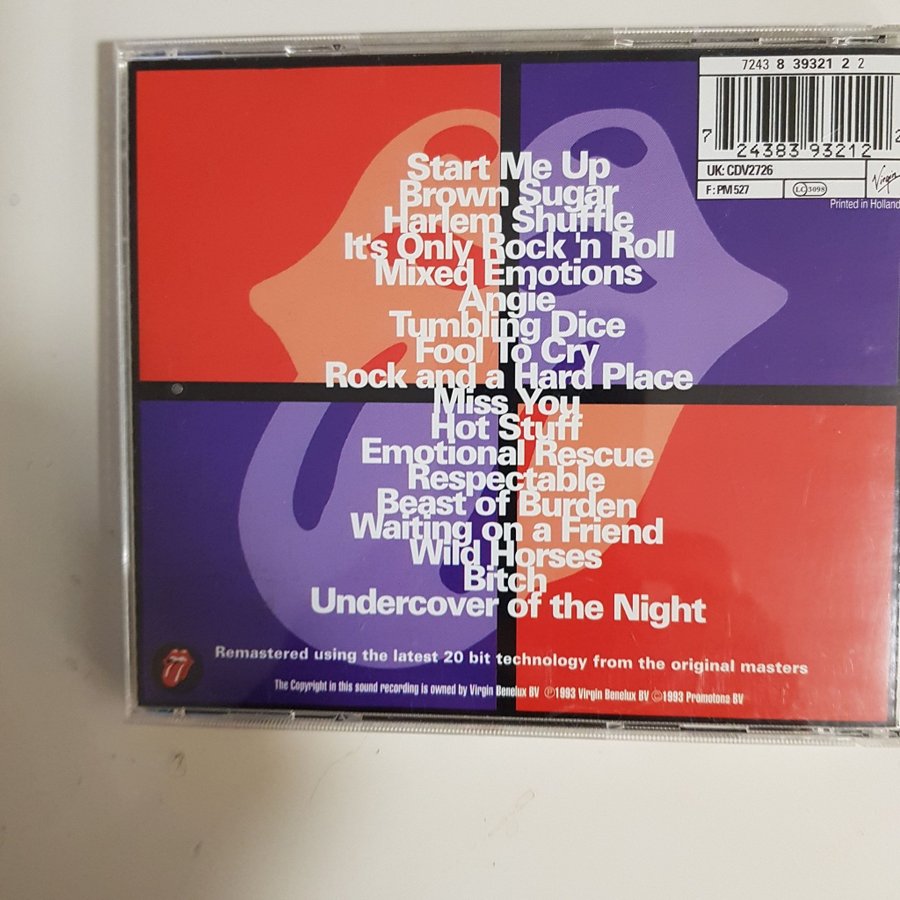 7243 8 39321 2 2
7 24383 93212 2
UK: CDV2726
F: PM 527
LC 3098
Virgin
Printed in Holland
Start Me Up
Brown Sugar
Harlem Shuffle
It's Only Rock 'n Roll
Mixed Emotions
Angie
Tumbling Dice
Fool To Cry
Rock and a Hard Place
Miss You
Hot Stuff
Emotional Rescue
Respectable
Beast of Burden
Waiting on a Friend
Wild Horses
Bitch
Undercover of the Night
Remastered using the latest 20 bit technology from the original masters
The Copyright in this sound recording is owned by Virgin Benelux BV ℗1993 Virgin Benelux BV ©1993 Promotone BV